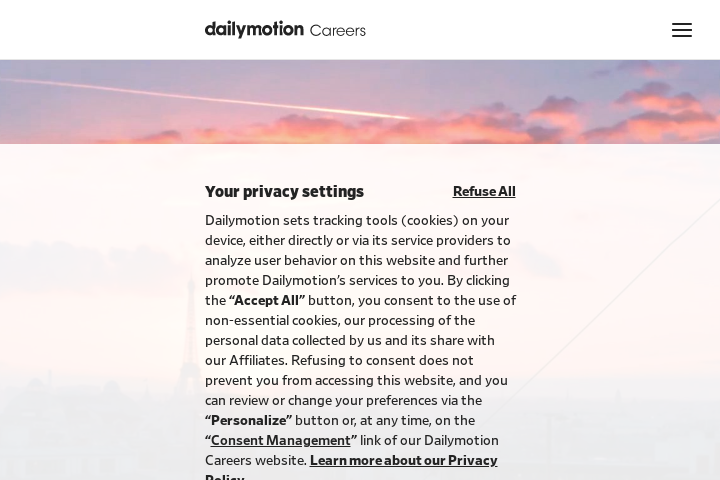 dailymotion Careers
Your privacy settings
Refuse All
Dailymotion sets tracking tools (cookies) on your
device, either directly or via its service providers to
analyze user behavior on this website and further
promote Dailymotion's services to you. By clicking
the “Accept All” button, you consent to the use of
non-essential cookies, our processing of the
personal data collected by us and its share with
our Affiliates. Refusing to consent does not
prevent you from accessing this website, and you
can review or change your preferences via the
“Personalize” button or, at any time, on the
“Consent Management” link of our Dailymotion
Careers website. Learn more about our Privacy
Policy